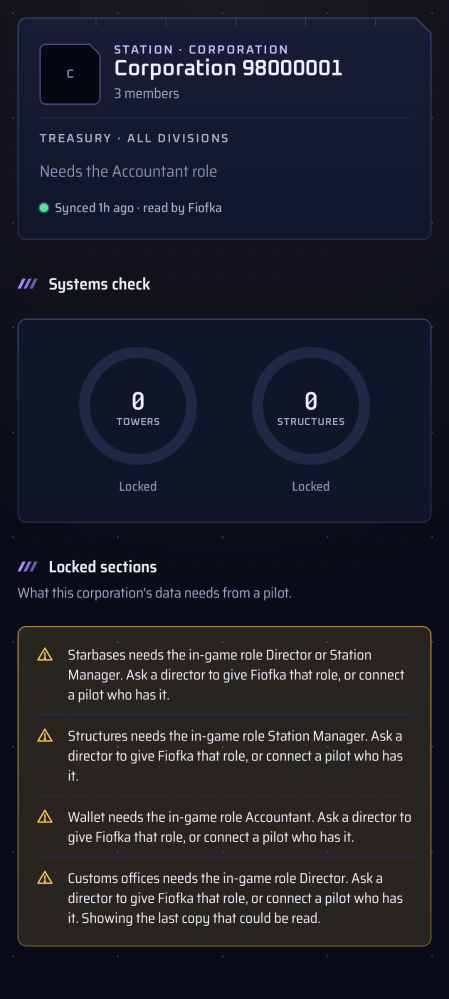 C
STATION · CORPORATION
Corporation 98000001
3 members
TREASURY · ALL DIVISIONS
Needs the Accountant role
Synced 1h ago · read by Fiofka
Systems check
0
TOWERS
Locked
0
STRUCTURES
Locked
Locked sections
What this corporation's data needs from a pilot.
Starbases needs the in-game role Director or Station
Manager. Ask a director to give Fiofka that role, or connect
a pilot who has it.
Structures needs the in-game role Station Manager. Ask a
director to give Fiofka that role, or connect a pilot who has
it.
Wallet needs the in-game role Accountant. Ask a director to
give Fiofka that role, or connect a pilot who has it.
Customs offices needs the in-game role Director. Ask a
director to give Fiofka that role, or connect a pilot who has
it. Showing the last copy that could be read.